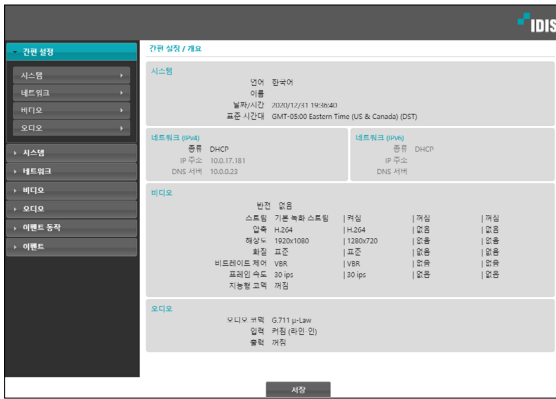 IDIS
간편 설정
시스템
네트워크
비디오
오디오
시스템
네트워크
비디오
오디오
이벤트 동작
이벤트
간편 설정 / 개요
시스템
언어 한국어
이름
날짜/시간 2020/12/31 19:36:40
표준 시간대 GMT-05:00 Eastern Time (US & Canada) (DST)
네트워크 (IPv4)
종류 DHCP
IP 주소 10.0.17.181
DNS 서버 10.0.0.23
네트워크 (IPv6)
종류 DHCP
IP 주소
DNS 서버
비디오
반전 없음
스트림 기본 녹화 스트림 | 켜짐 | 꺼짐 | 꺼짐
압축 H.264 | H.264 | 없음 | 없음
해상도 1920x1080 | 1280x720 | 없음 | 없음
화질 표준 | 표준 | 없음 | 없음
비트레이트 제어 VBR | VBR | 없음 | 없음
프레임 속도 30 ips | 30 ips | 없음 | 없음
지능형 코덱 꺼짐
오디오
오디오 코덱 G.711 μ-Law
입력 켜짐 (라인 인)
출력 꺼짐
저장